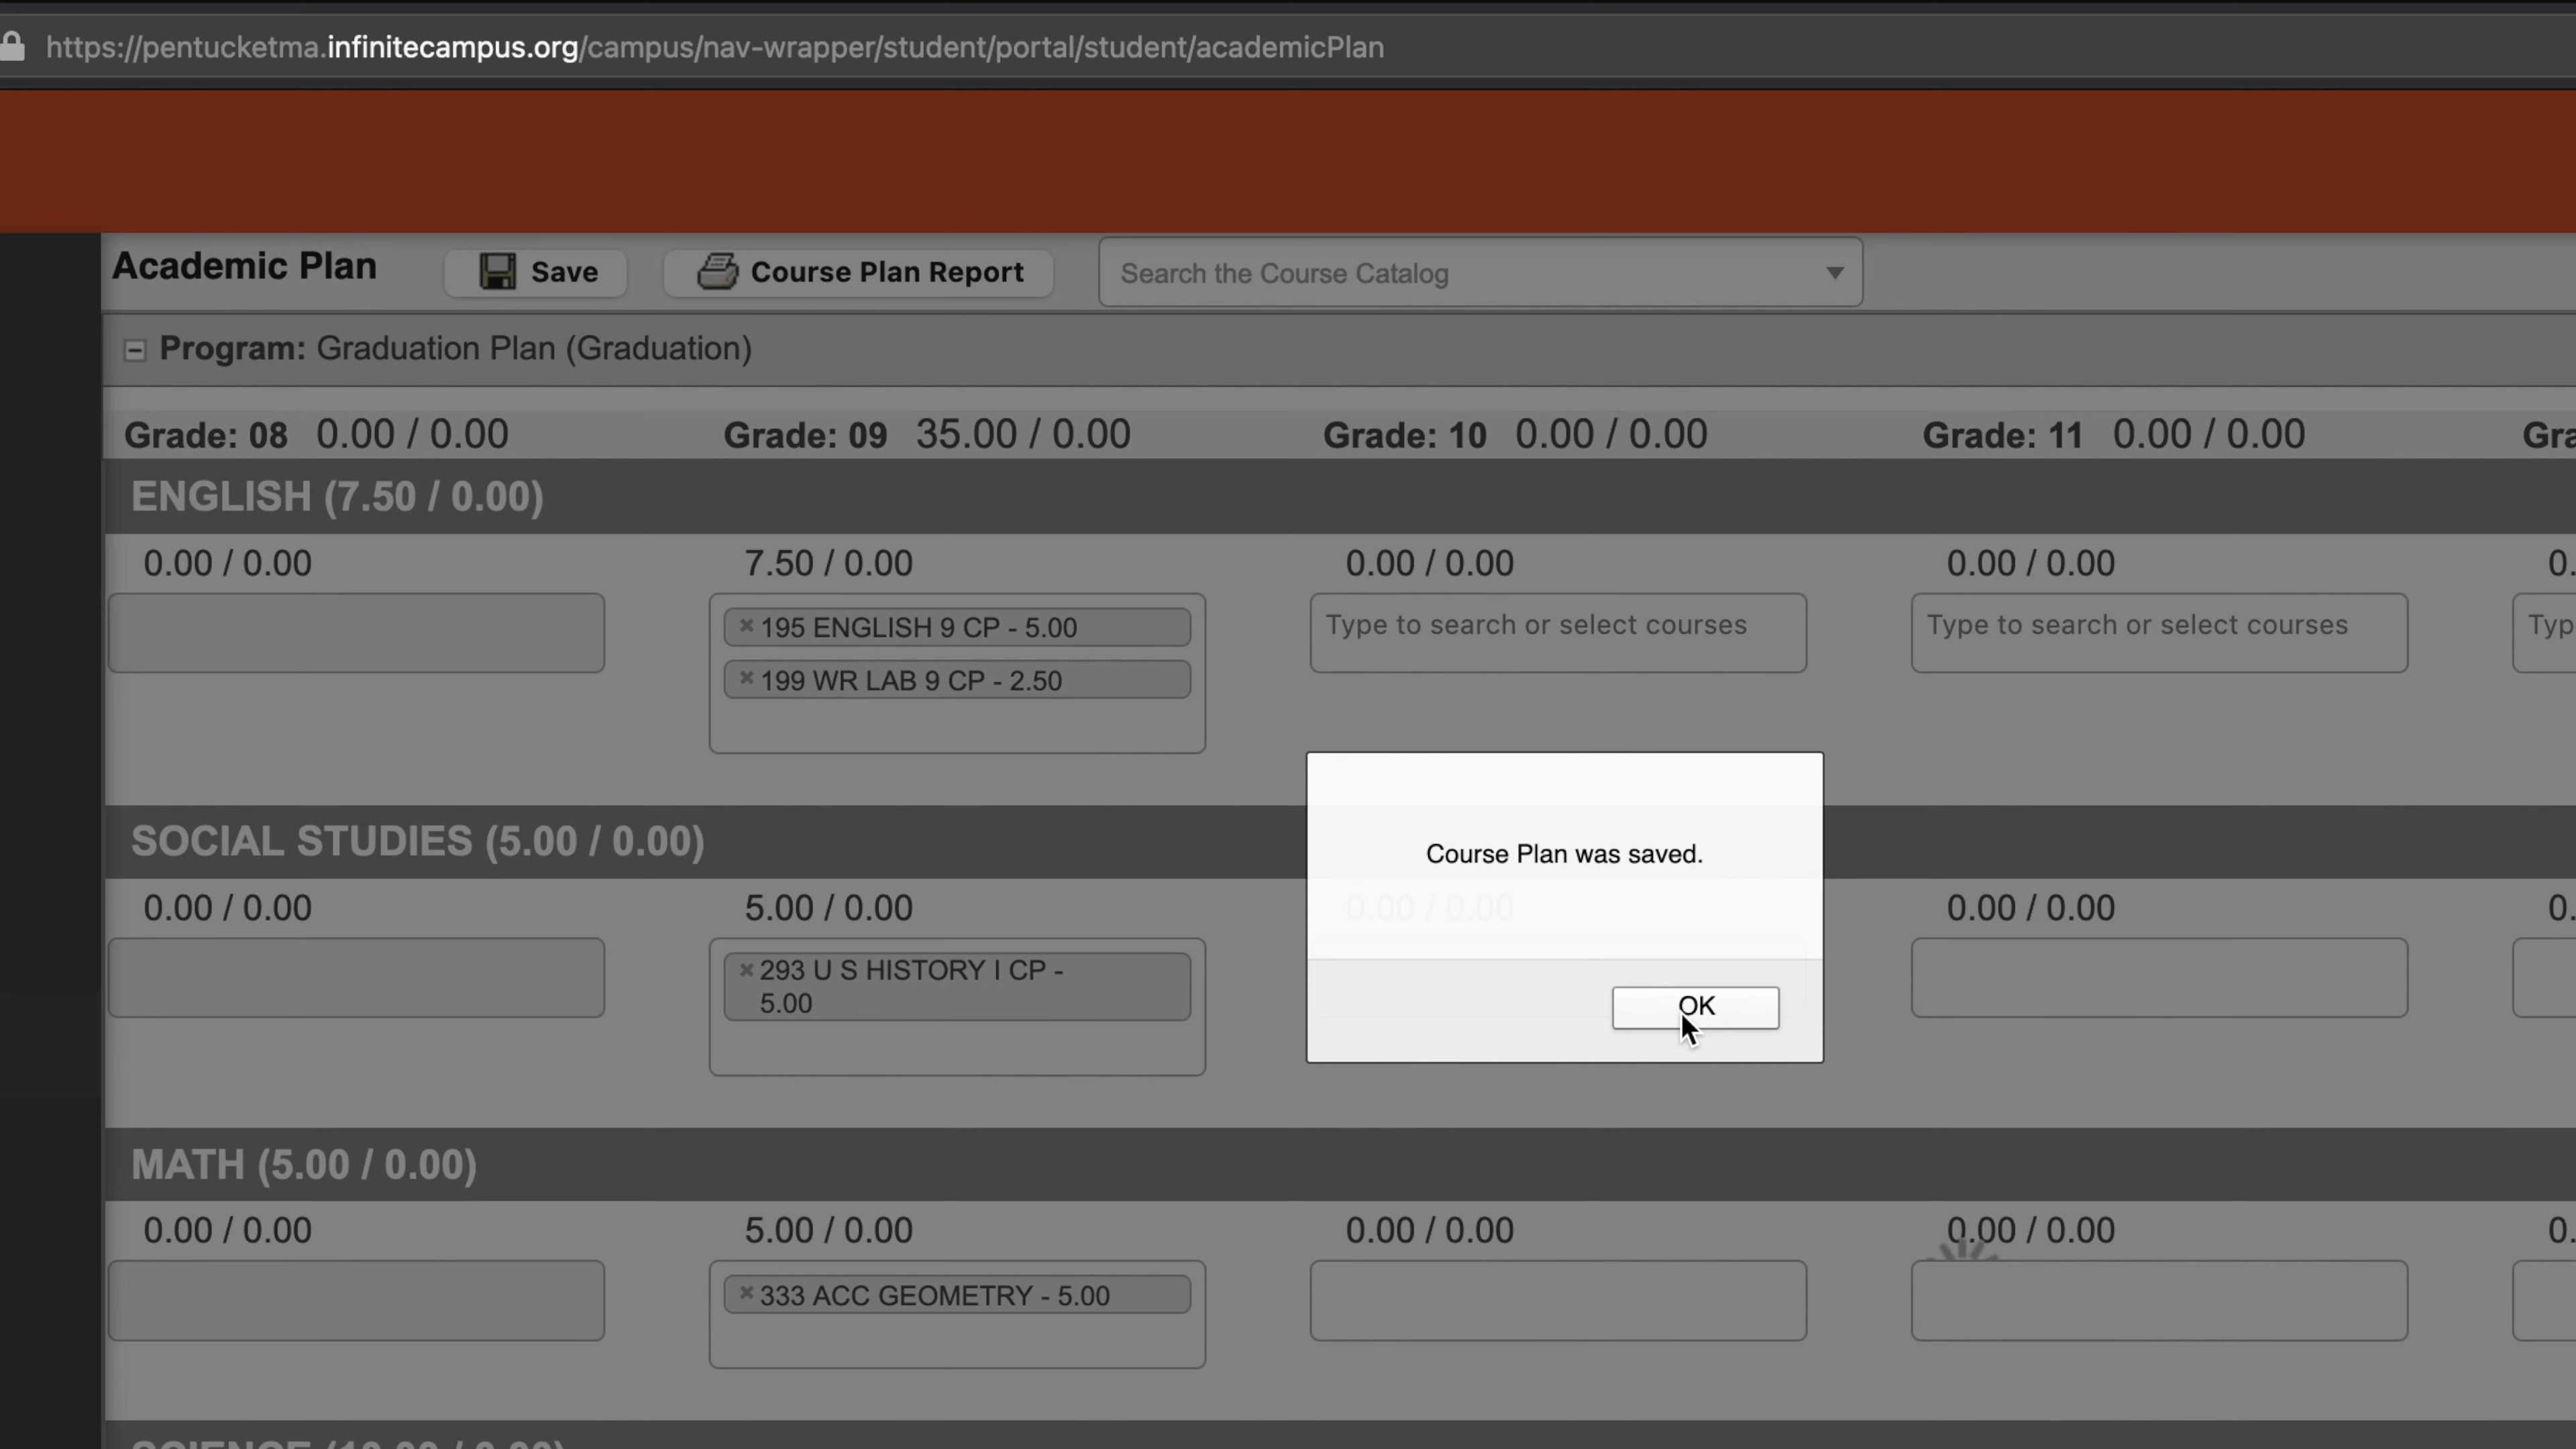 https://pentucketma.infinitecampus.org/campus/nav-wrapper/student/portal/student/academicPlan
Academic Plan Save Course Plan Report Search the Course Catalog
Program: Graduation Plan (Graduation)
Grade: 08 0.00 / 0.00 Grade: 09 35.00 / 0.00 Grade: 10 0.00 / 0.00 Grade: 11 0.00 / 0.00
ENGLISH (7.50 / 0.00)
0.00 / 0.00 7.50 / 0.00 0.00 / 0.00 0.00 / 0.00
195 ENGLISH 9 CP - 5.00 Type to search or select courses Type to search or select courses
199 WR LAB 9 CP - 2.50
SOCIAL STUDIES (5.00 / 0.00)
Course Plan was saved.
0.00 / 0.00 5.00 / 0.00 0.00 / 0.00 0.00 / 0.00
293 U S HISTORY I CP -
5.00
OK
MATH (5.00 / 0.00)
0.00 / 0.00 5.00 / 0.00 0.00 / 0.00 0.00 / 0.00
333 ACC GEOMETRY - 5.00